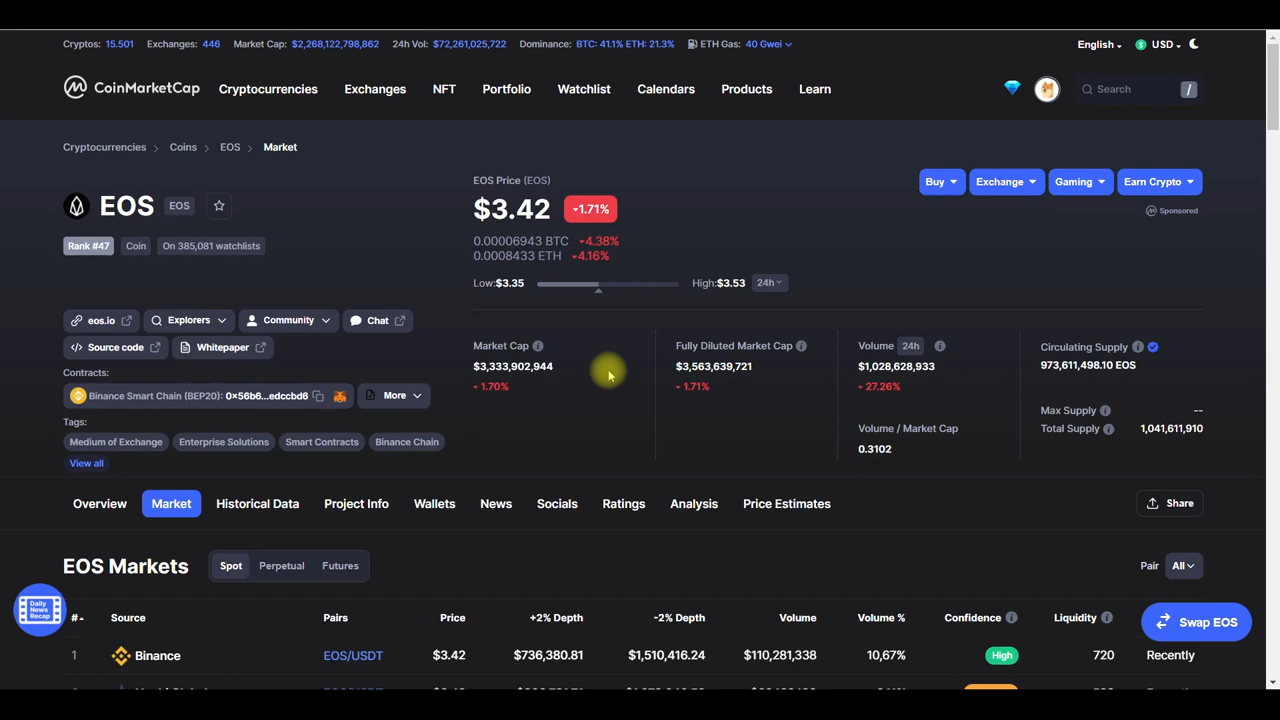 Cryptos: 15.501 Exchanges: 446 Market Cap: $2,268,122,798,862 24h Vol: $72,261,025,722 Dominance: BTC: 41.1% ETH: 21.3% ETH Gas: 40 Gwei English USD
CoinMarketCap Cryptocurrencies Exchanges NFT Portfolio Watchlist Calendars Products Learn Search /
Cryptocurrencies Coins EOS Market
EOS Price (EOS)
Buy Exchange Gaming Earn Crypto
EOS EOS $3.42 1.71%
Sponsored
0.00006943 BTC 4.38%
Rank #47 Coin On 385,081 watchlists
0.0008433 ETH 4.16%
Low:$3.35 High:$3.53 24h
eos.io Explorers Community Chat
Source code Whitepaper
Market Cap Fully Diluted Market Cap Volume 24h Circulating Supply
$3,333,902,944 $3,563,639,721 $1,028,628,933 973,611,498.10 EOS
Contracts:
1.70% 1.71% 27.26%
Binance Smart Chain (BEP20): 0x56b6...edccbd6 More
Max Supply --
Tags:
Volume / Market Cap Total Supply 1,041,611,910
Medium of Exchange Enterprise Solutions Smart Contracts Binance Chain
0.3102
View all
Overview Market Historical Data Project Info Wallets News Socials Ratings Analysis Price Estimates Share
EOS Markets Spot Perpetual Futures Pair All
Daily
News
Recap
# Source Pairs Price +2% Depth -2% Depth Volume Volume % Confidence Liquidity
Swap EOS
1 Binance EOS/USDT $3.42 $736,380.81 $1,510,416.24 $110,281,338 10,67% High 720 Recently